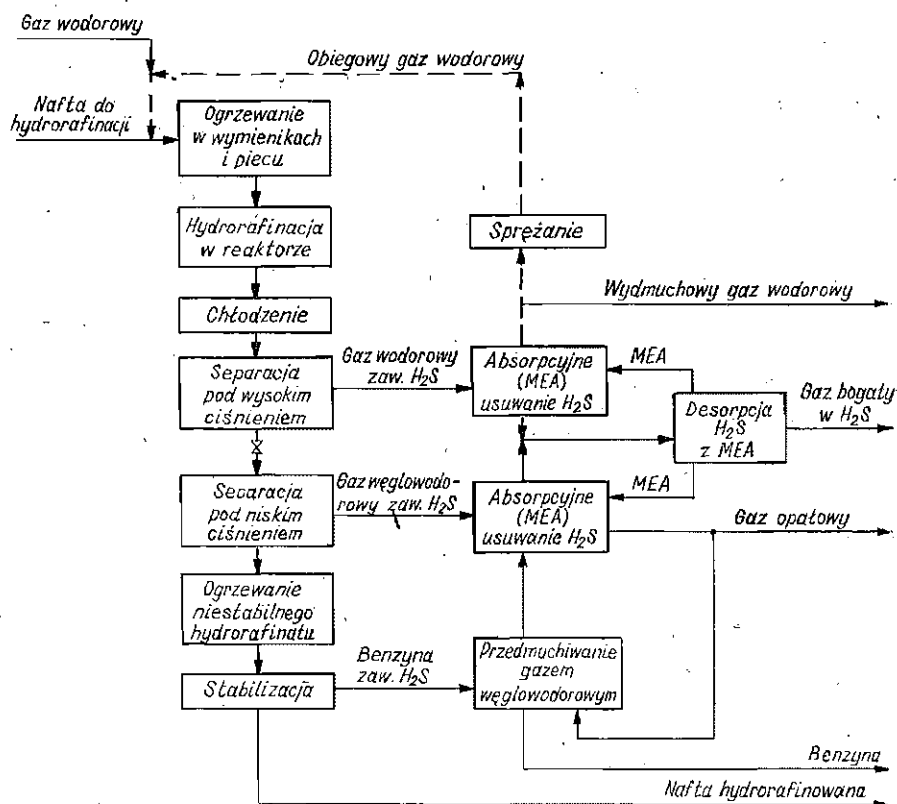 Gaz wodorowy
Obiegowy gaz wodorowy
Nafta do
hydrorafinacji
Ogrzewanie
w wymienikach
i piecu
Hydrorafinacja
w reaktorze
Sprężanie
Wydmuchowy gaz wodorowy
Chłodzenie
Separacja
pod wysokim
ciśnieniem
Gaz wodorowy
zaw. H₂S
Absorpcyjne
(MEA)
usuwanie H₂S
MEA
Desorpcja
H₂S
z MEA
Gaz bogaty
w H₂S
MEA
Separacja
pod niskim
ciśnieniem
Gaz węglowodo-
rowy zaw. H₂S
Absorpcyjne
(MEA)
usuwanie H₂S
Gaz opałowy
Ogrzewanie
niestabilnego
hydrorafinatu
Stabilizacja
Benzyna
zaw. H₂S
Przedmuchiwanie
gazem
węglowodorowym
Benzyna
Nafta hydrorafinowana